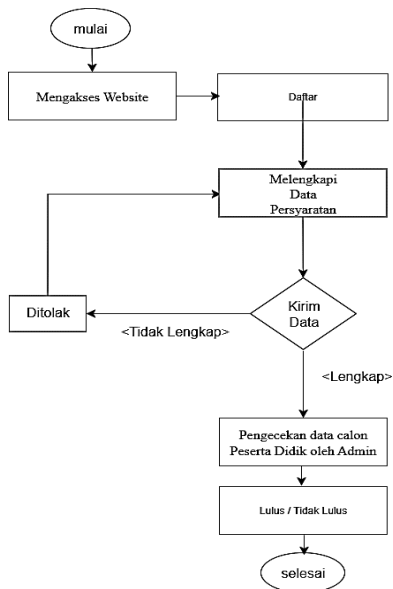 mulai
Mengakses Website
Daftar
Melengkapi
Data
Persyaratan
Ditolak
Kirim
Data
<Tidak Lengkap>
<Lengkap>
Pengecekan data calon
Peserta Didik oleh Admin
Lulus / Tidak Lulus
selesai